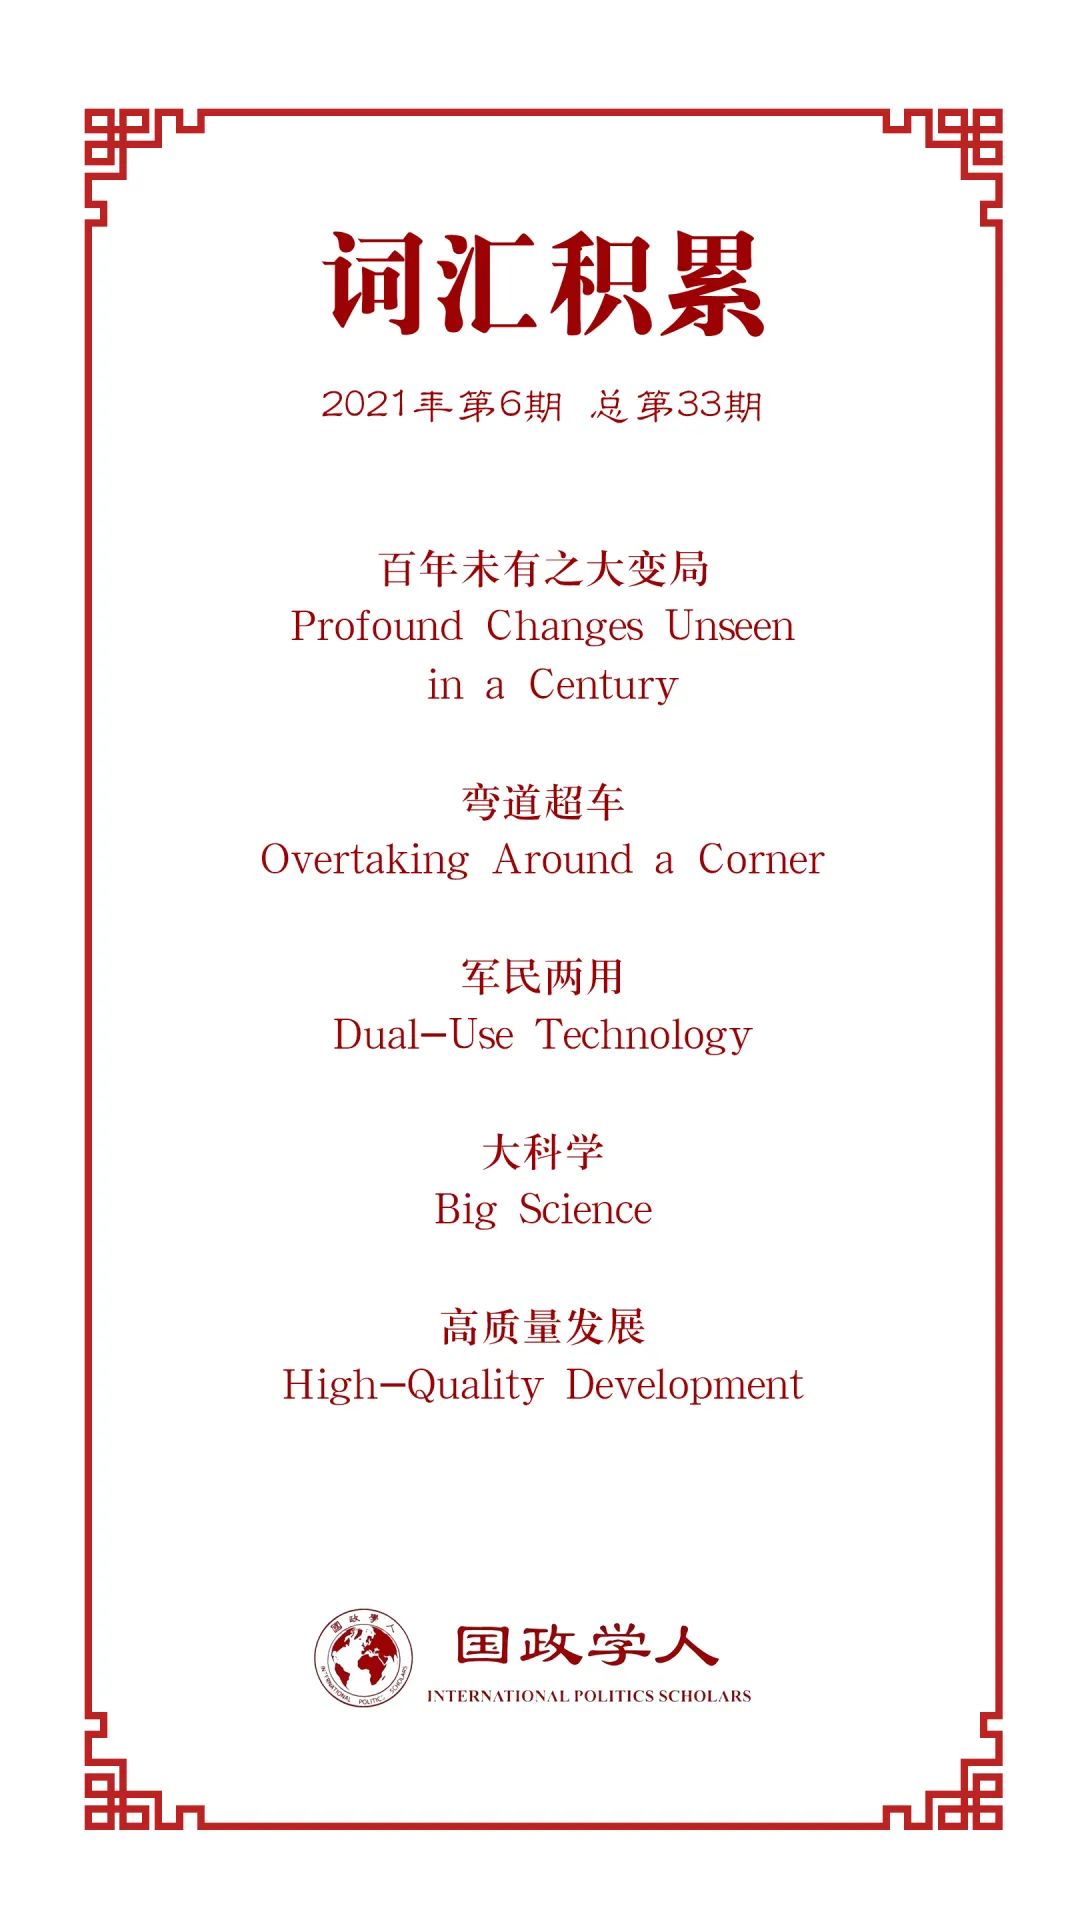 词汇积累
2021年第6期 总第33期
百年未有之大变局
Profound Changes Unseen
in a Century
弯道超车
Overtaking Around a Corner
军民两用
Dual-Use Technology
大科学
Big Science
高质量发展
High-Quality Development
國政學人
INTERNATIONAL POLITICS SCHOLARS
国政学人
INTERNATIONAL POLITICS SCHOLARS